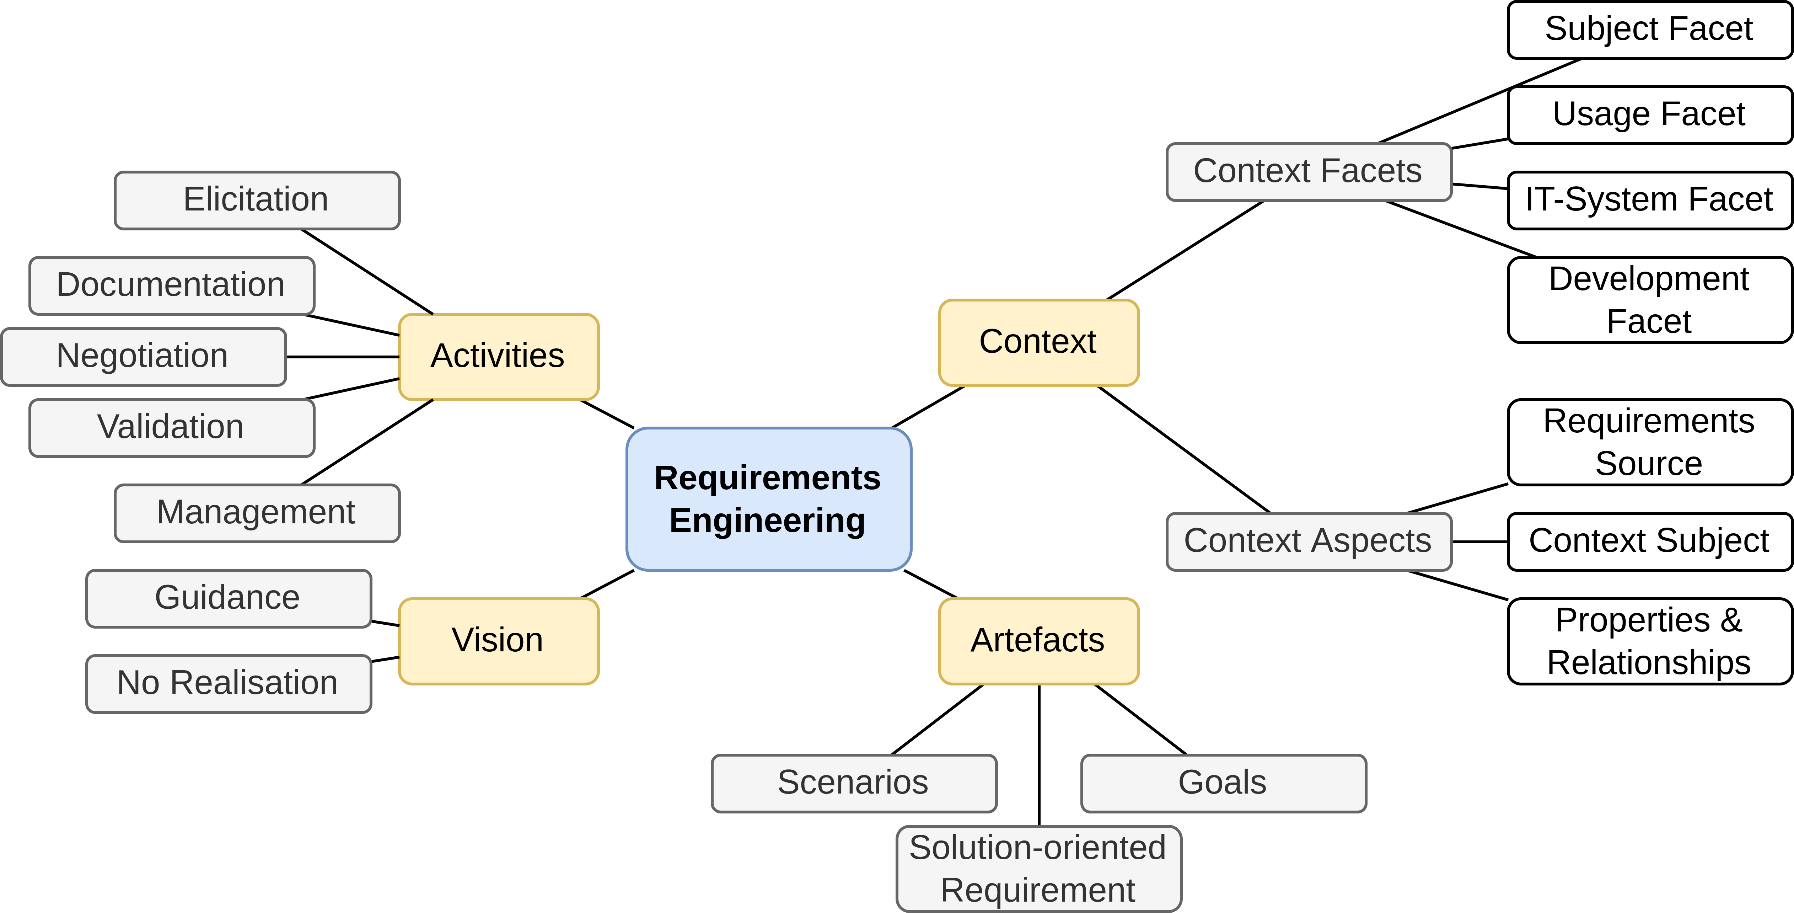 Subject Facet
Usage Facet
Context Facets
IT-System Facet
Elicitation
Development
Facet
Documentation
Negotiation
Activities
Context
Validation
Requirements
Source
Management
Requirements
Engineering
Context Aspects
Context Subject
Guidance
Vision
Artefacts
Properties &
Relationships
No Realisation
Scenarios
Goals
Solution-oriented
Requirement